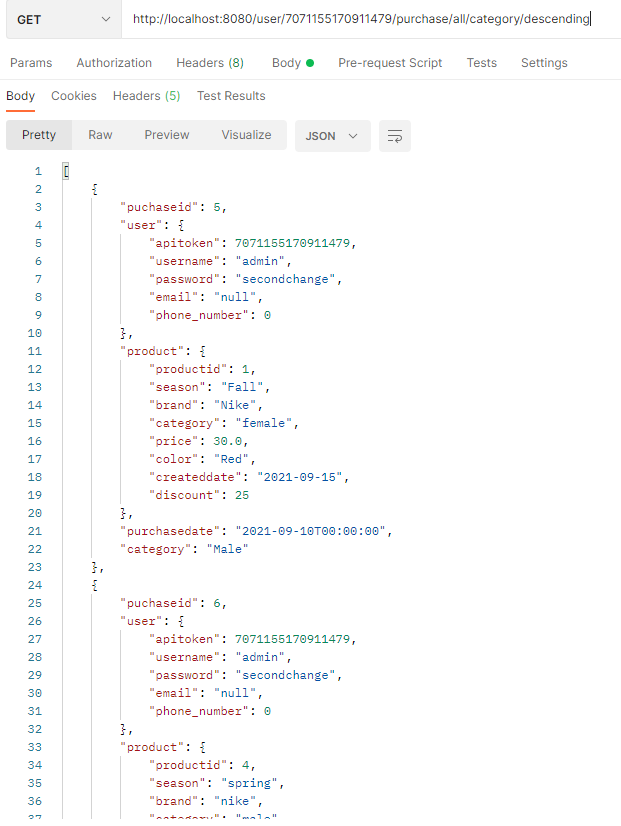 GET http://localhost:8080/user/7071155170911479/purchase/all/category/descending
Params Authorization Headers (8) Body Pre-request Script Tests Settings
Body Cookies Headers (5) Test Results
Pretty Raw Preview Visualize JSON
1 [
2 {
3 "puchaseid": 5,
4 "user": {
5 "apitoken": 7071155170911479,
6 "username": "admin",
7 "password": "secondchange",
8 "email": "null",
9 "phone_number": 0
10 },
11 "product": {
12 "productid": 1,
13 "season": "Fall",
14 "brand": "Nike",
15 "category": "female",
16 "price": 30.0,
17 "color": "Red",
18 "createddate": "2021-09-15",
19 "discount": 25
20 },
21 "purchasedate": "2021-09-10T00:00:00",
22 "category": "Male"
23 },
24 {
25 "puchaseid": 6,
26 "user": {
27 "apitoken": 7071155170911479,
28 "username": "admin",
29 "password": "secondchange",
30 "email": "null",
31 "phone_number": 0
32 },
33 "product": {
34 "productid": 4,
35 "season": "spring",
36 "brand": "nike",
37 "category": "male"